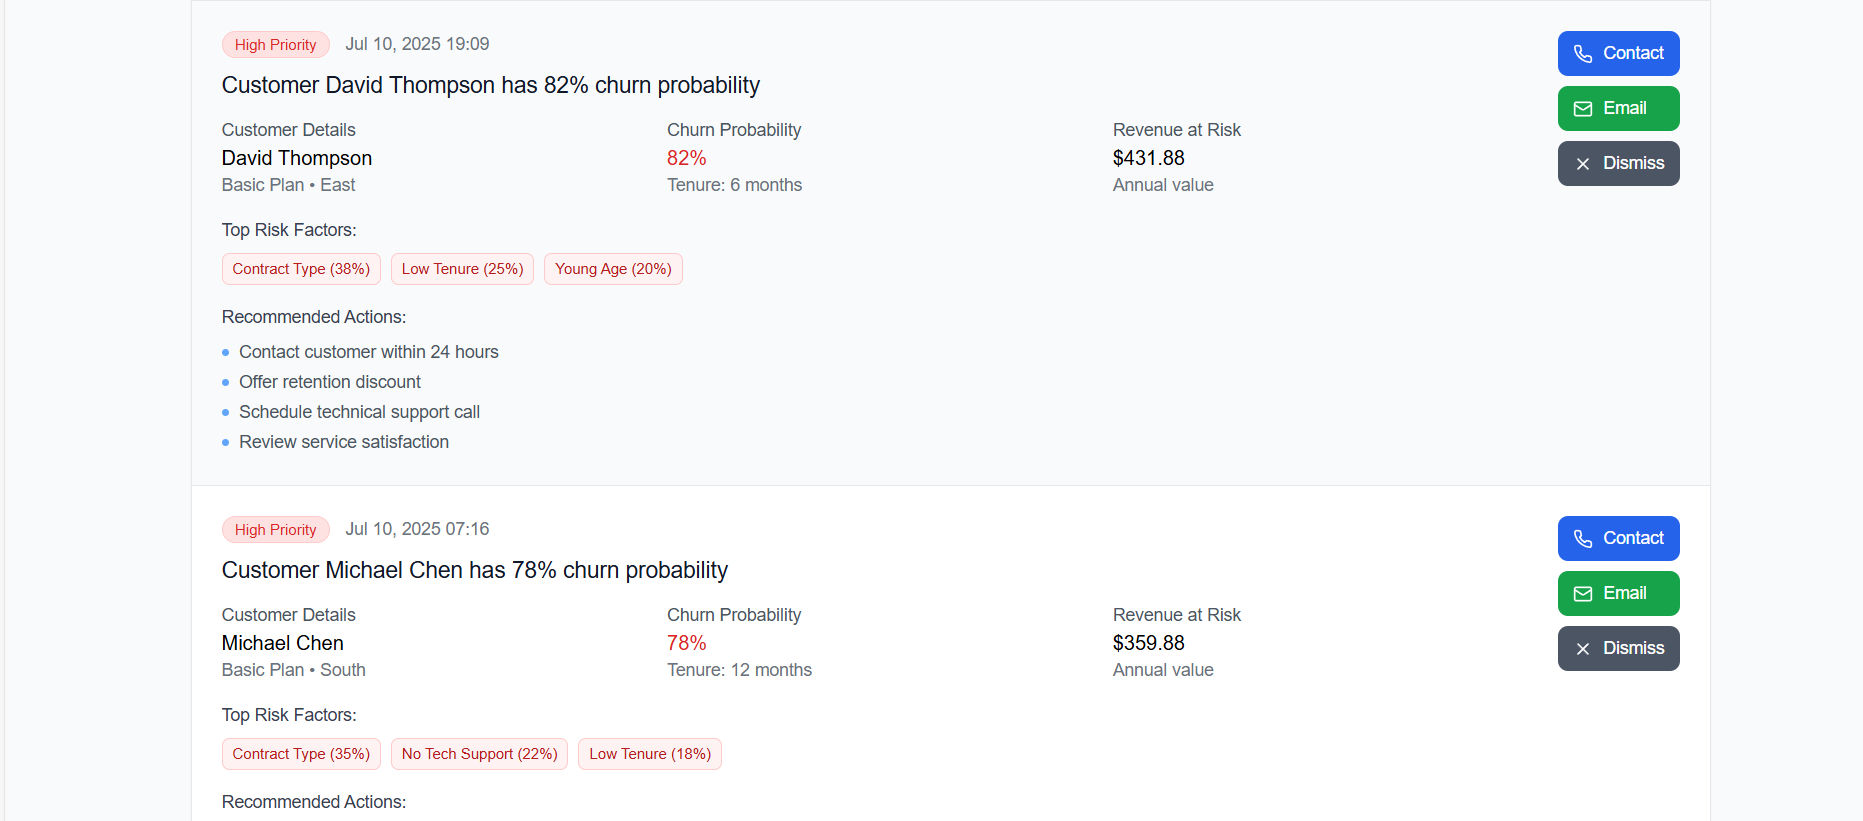 High Priority Jul 10, 2025 19:09
Contact
Customer David Thompson has 82% churn probability
Email
Customer Details Churn Probability Revenue at Risk
David Thompson 82% $431.88
Dismiss
Basic Plan • East Tenure: 6 months Annual value
Top Risk Factors:
Contract Type (38%) Low Tenure (25%) Young Age (20%)
Recommended Actions:
Contact customer within 24 hours
Offer retention discount
Schedule technical support call
Review service satisfaction
High Priority Jul 10, 2025 07:16
Contact
Customer Michael Chen has 78% churn probability
Email
Customer Details Churn Probability Revenue at Risk
Michael Chen 78% $359.88
Dismiss
Basic Plan • South Tenure: 12 months Annual value
Top Risk Factors:
Contract Type (35%) No Tech Support (22%) Low Tenure (18%)
Recommended Actions: